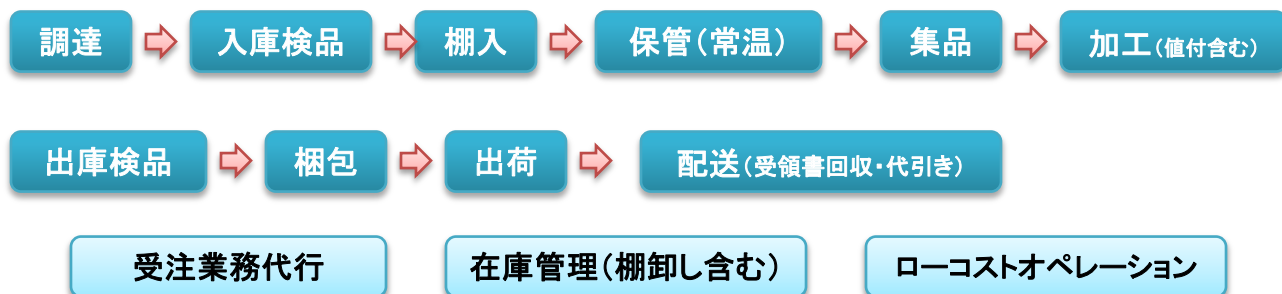 調達
入庫検品
棚入
保管(常温)
集品
加工(値付含む)
出庫検品
梱包
出荷
配送(受領書回収・代引き)
受注業務代行
在庫管理(棚卸し含む)
ローコストオペレーション